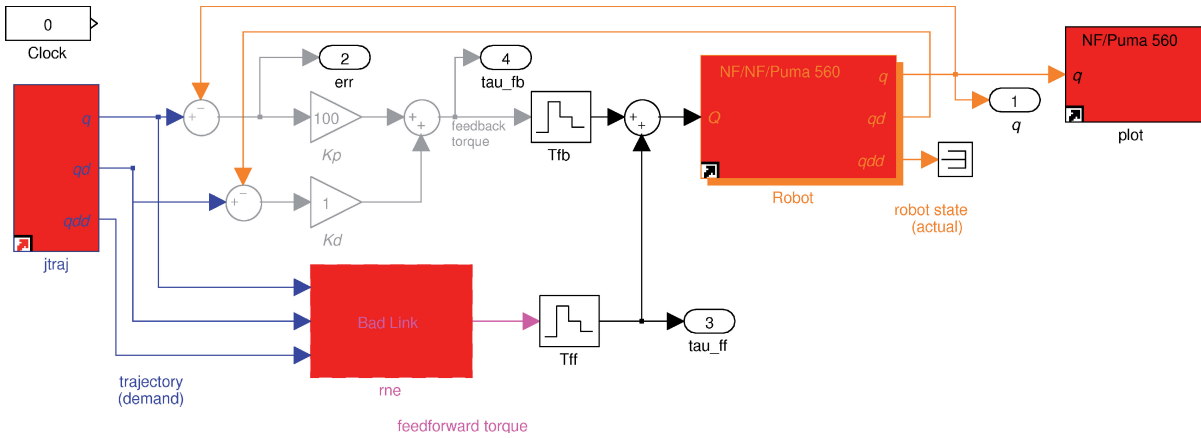 0
Clock
q
qd
qdd
jtraj
trajectory
(demand)
+
−
+
−
2
err
100
Kp
1
Kd
+
+
4
tau_fb
feedback
torque
Tfb
Bad Link
rne
feedforward torque
Tff
3
tau_ff
+
+
NF/NF/Puma 560
Q
q
qd
qdd
Robot
robot state
(actual)
1
q
NF/Puma 560
q
plot